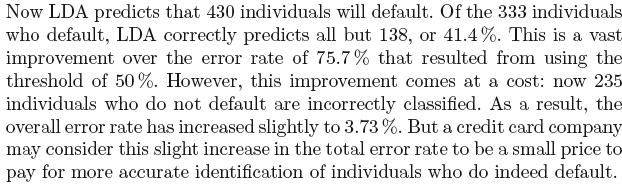 Now LDA predicts that 430 individuals will default. Of the 333 individuals
who default, LDA correctly predicts all but 138, or 41.4 %. This is a vast
improvement over the error rate of 75.7 % that resulted from using the
threshold of 50 %. However, this improvement comes at a cost: now 235
individuals who do not default are incorrectly classified. As a result, the
overall error rate has increased slightly to 3.73 %. But a credit card company
may consider this slight increase in the total error rate to be a small price to
pay for more accurate identification of individuals who do indeed default.